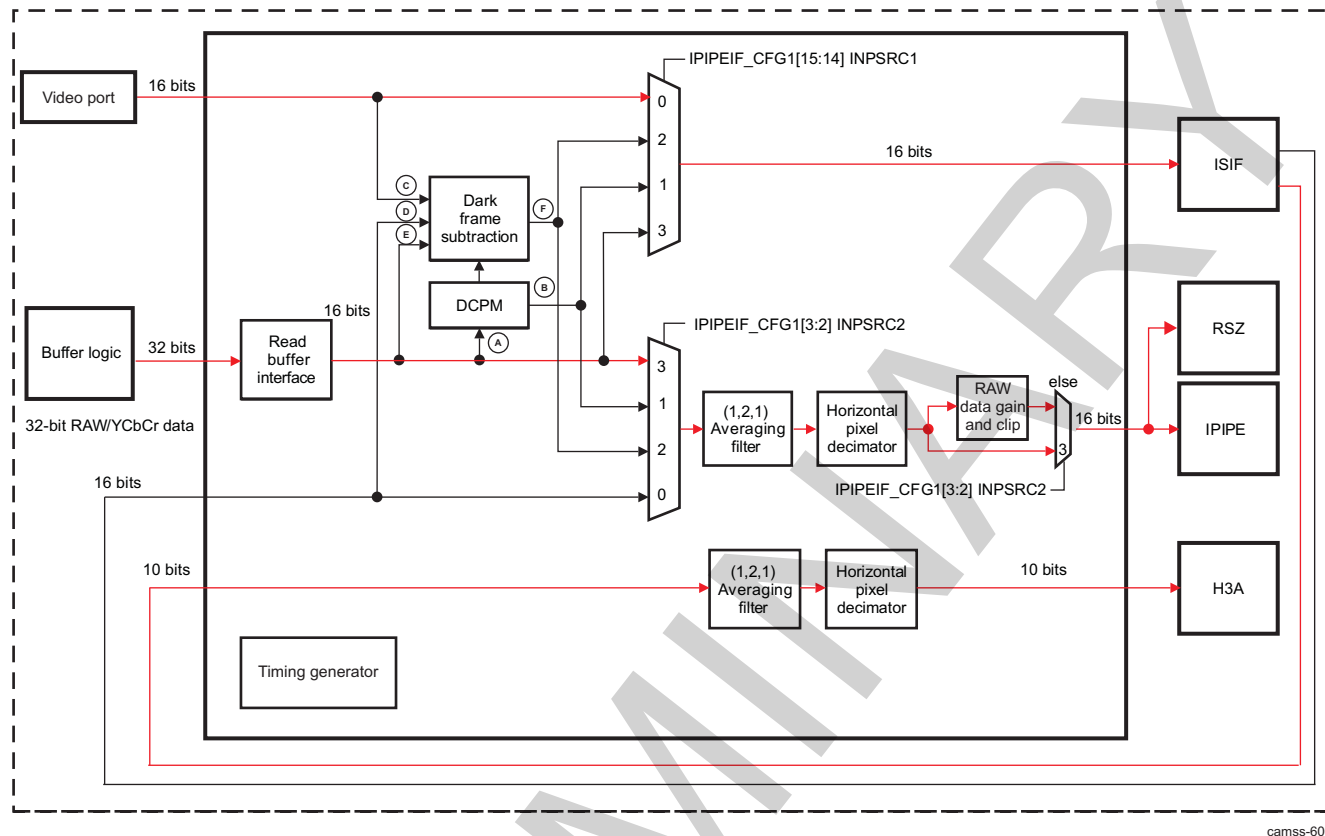 IPIPEIF_CFG1[15:14] INPSRC1
Video port
16 bits
0
2
1
3
16 bits
ISIF
C
D
E
Dark
frame
subtraction
F
DCPM
B
A
16 bits
IPIPEIF_CFG1[3:2] INPSRC2
Buffer logic
32 bits
Read
buffer
interface
32-bit RAW/YCbCr data
3
1
2
0
(1,2,1)
Averaging
filter
Horizontal
pixel
decimator
RAW
data gain
and clip
else
3
16 bits
IPIPEIF_CFG1[3:2] INPSRC2
RSZ
IPIPE
16 bits
10 bits
(1,2,1)
Averaging
filter
Horizontal
pixel
decimator
10 bits
H3A
Timing generator
MINARY
camss-60